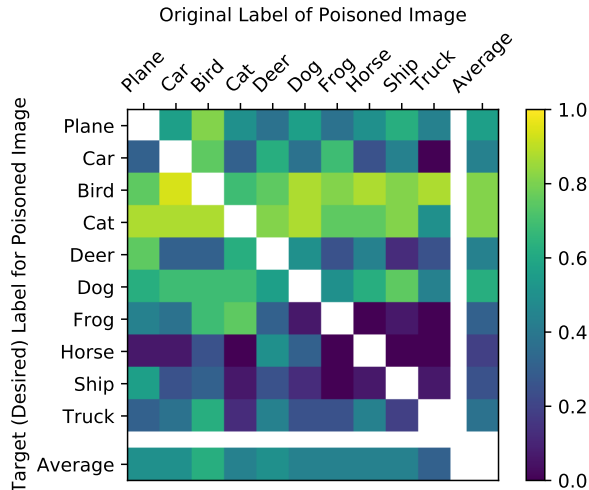 Original Label of Poisoned Image
Plane Car Bird Cat Deer Dog Frog Horse Ship Truck Average
Target (Desired) Label for Poisoned Image
Plane
Car
Bird
Cat
Deer
Dog
Frog
Horse
Ship
Truck
Average
1.0
0.8
0.6
0.4
0.2
0.0